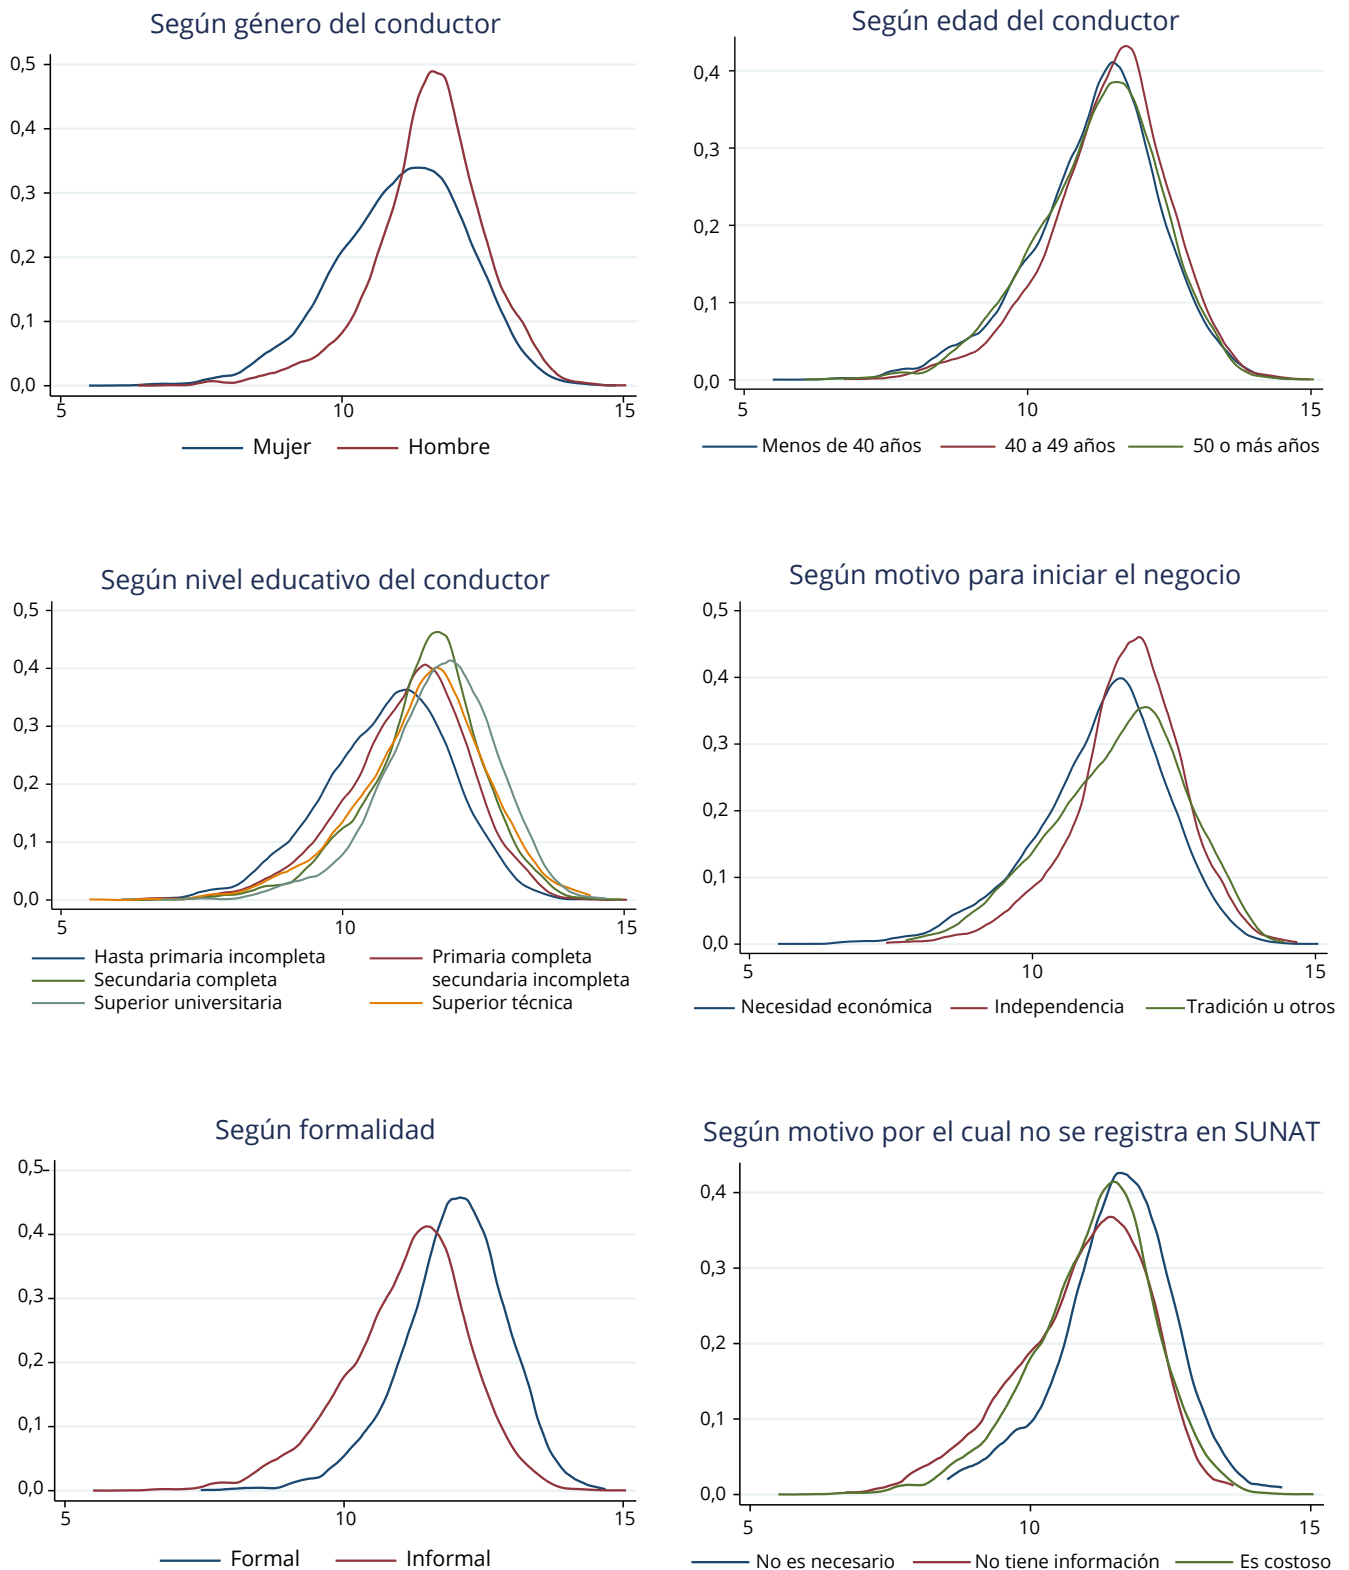 Según género del conductor
0,5
0,4
0,3
0,2
0,1
0,0
5 10 15
Mujer Hombre
Según edad del conductor
0,4
0,3
0,2
0,1
0,0
5 10 15
Menos de 40 años 40 a 49 años 50 o más años
Según nivel educativo del conductor
0,5
0,4
0,3
0,2
0,1
0,0
5 10 15
Hasta primaria incompleta Primaria completa
Secundaria completa secundaria incompleta
Superior universitaria Superior técnica
Según motivo para iniciar el negocio
0,5
0,4
0,3
0,2
0,1
0,0
5 10 15
Necesidad económica Independencia Tradición u otros
Según formalidad
0,5
0,4
0,3
0,2
0,1
0,0
5 10 15
Formal Informal
Según motivo por el cual no se registra en SUNAT
0,4
0,3
0,2
0,1
0,0
5 10 15
No es necesario No tiene información Es costoso